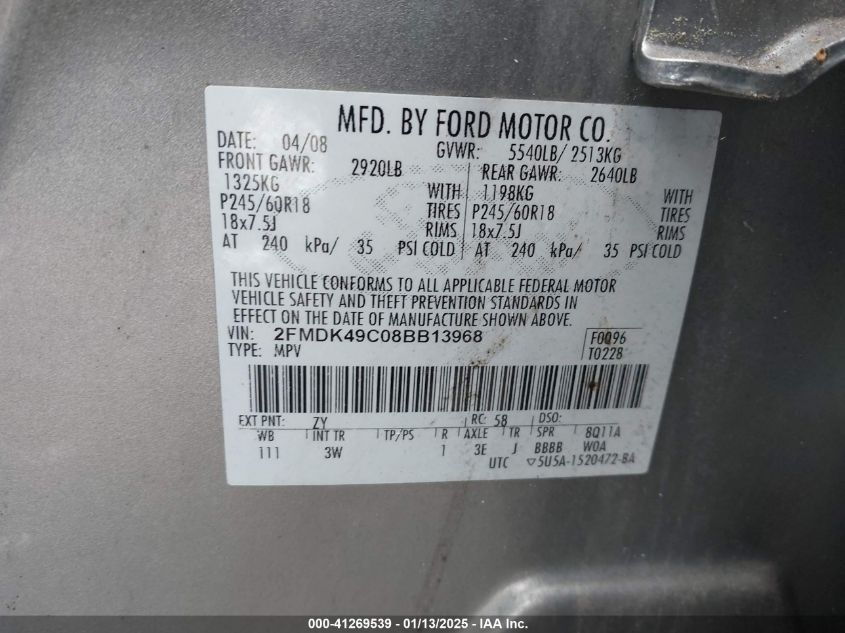 MFD. BY FORD MOTOR CO.
DATE: 04/08 GVWR: 5540LB/ 2513KG
FRONT GAWR: 2920LB REAR GAWR: 2640LB
1325KG WITH 1198KG WITH
P245/60R18 TIRES P245/60R18 TIRES
18x7.5J RIMS 18x7.5J RIMS
AT 240 kPa/ 35 PSI COLD AT 240 kPa/ 35 PSI COLD
THIS VEHICLE CONFORMS TO ALL APPLICABLE FEDERAL MOTOR
VEHICLE SAFETY AND THEFT PREVENTION STANDARDS IN
EFFECT ON THE DATE OF MANUFACTURE SHOWN ABOVE.
VIN: 2FMDK49C08BB13968 F0096
TYPE: MPV T0228
EXT PNT: ZY RC: 58 DSO:
WB INT TR TP/PS R AXLE TR SPR 8Q11A
111 3W 1 3E J BBBB W0A
UTC ▽5U5A-1520472-BA
000-41269539 | 01/13/2025 | © IAA Inc.